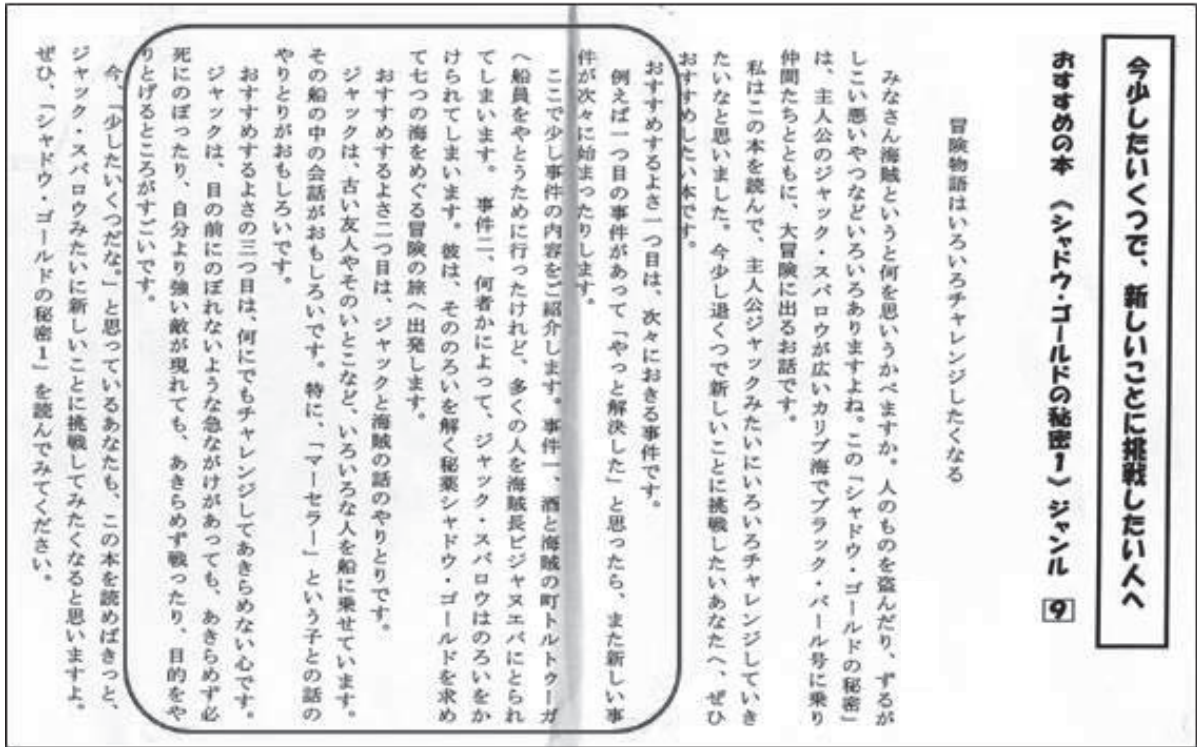 今少したいくつで、新しいことに挑戦したい人へ
おすすめの本 《シャドウ・ゴールドの秘密1》 ジャンル 9
冒険物語はいろいろチャレンジしたくなる
みなさん海賊というと何を思いうかべますか。人のものを盗んだり、ずるが
しこい悪いやつなどいろいろありますよね。この「シャドウ・ゴールドの秘密」
は、主人公のジャック・スパロウが広いカリブ海でブラック・パール号に乗り
仲間たちとともに、大冒険に出るお話です。
私はこの本を読んで、主人公ジャックみたいにいろいろチャレンジしていき
たいなと思いました。今少し退くつで新しいことに挑戦したいあなたへ、ぜひ
おすすめしたい本です。
おすすめするよさ一つ目は、次々におきる事件です。
例えば一つ目の事件があって「やっと解決した」と思ったら、また新しい事
件が次々に始まったりします。
ここで少し事件の内容をご紹介します。事件一、酒と海賊の町トルトゥーガ
へ船員をやとうために行ったけれど、多くの人を海賊長ビジャヌエバにとられ
てしまいます。事件二、何者かによって、ジャック・スパロウはのろいをか
けられてしまいます。彼は、そののろいを解く秘薬シャドウ・ゴールドを求め
て七つの海をめぐる冒険の旅へ出発します。
おすすめするよさ二つ目は、ジャックと海賊の話のやりとりです。
ジャックは、古い友人やそのいとこなど、いろいろな人を船に乗せています。
その船の中の会話がおもしろいです。特に、「マーセラー」という子との話の
やりとりがおもしろいです。
おすすめするよさの三つ目は、何にでもチャレンジしてあきらめない心です。
ジャックは、目の前にのぼれないような急ながけがあっても、あきらめず必
死にのぼったり、自分より強い敵が現れても、あきらめず戦ったり、目的をや
りとげるところがすごいです。
今、「少したいくつだな。」と思っているあなたも、この本を読めばきっと、
ジャック・スパロウみたいに新しいことに挑戦してみたくなると思いますよ。
ぜひ、「シャドウ・ゴールドの秘密1」を読んでみてください。